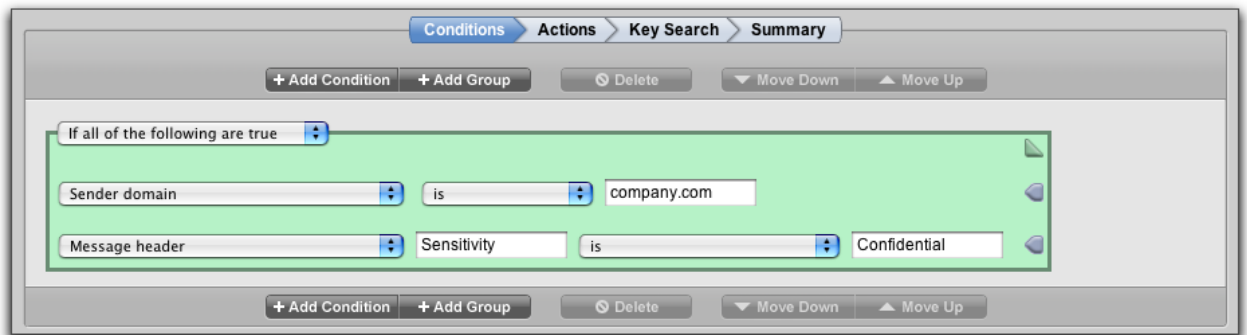 Conditions Actions Key Search Summary
+ Add Condition + Add Group Delete Move Down Move Up
If all of the following are true
Sender domain is company.com
Message header Sensitivity is Confidential
+ Add Condition + Add Group Delete Move Down Move Up